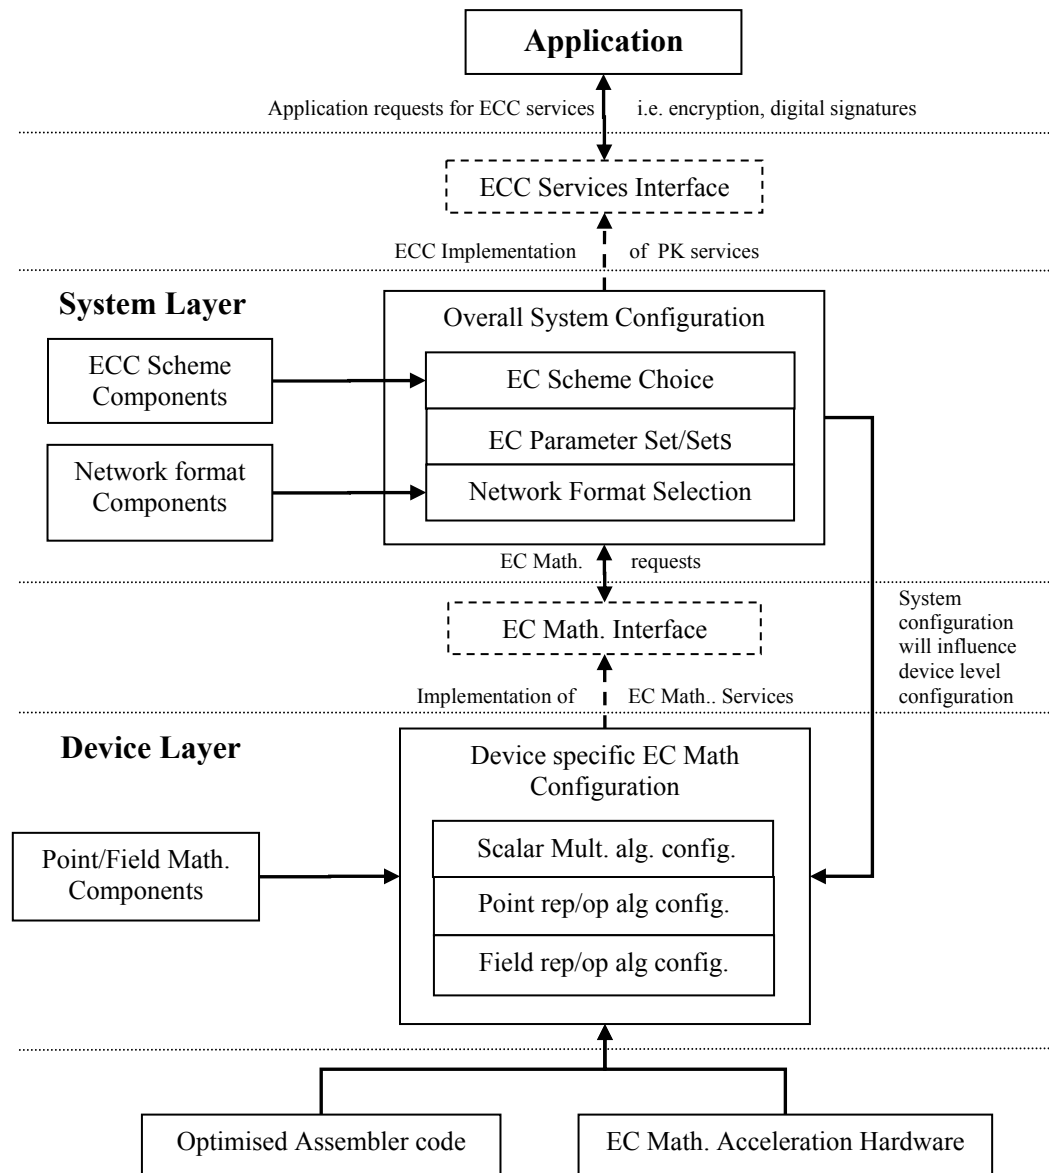 Application
Application requests for ECC services i.e. encryption, digital signatures
ECC Services Interface
ECC Implementation of PK services
System Layer
Overall System Configuration
ECC Scheme
Components
EC Scheme Choice
EC Parameter Set/Sets
Network format
Components
Network Format Selection
EC Math. requests
System
configuration
will influence
device level
configuration
EC Math. Interface
Implementation of EC Math.. Services
Device Layer
Device specific EC Math
Configuration
Point/Field Math.
Components
Scalar Mult. alg. config.
Point rep/op alg config.
Field rep/op alg config.
Optimised Assembler code
EC Math. Acceleration Hardware